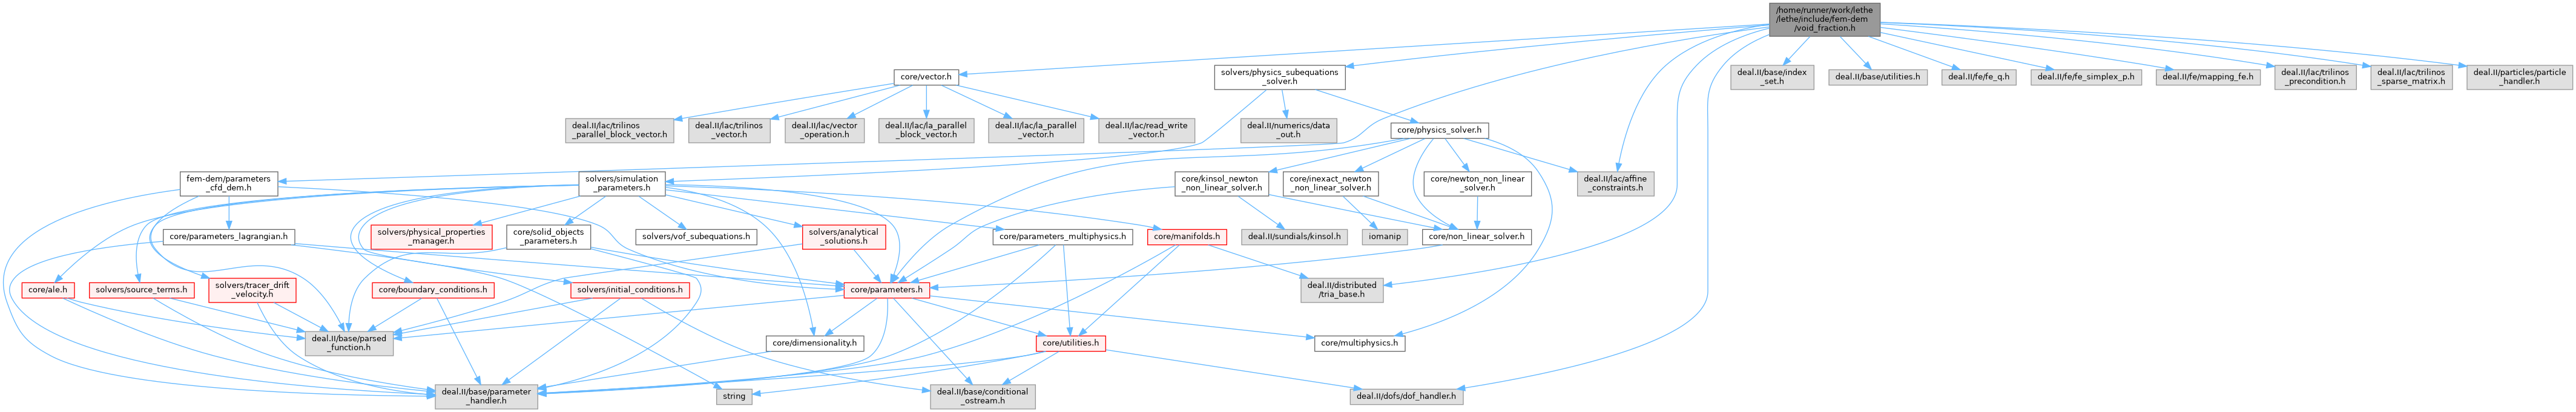 /home/runner/work/lethe
/lethe/include/fem-dem
/void_fraction.h
core/vector.h
solvers/physics_subequations
_solver.h
deal.II/base/index
_set.h
deal.II/base/utilities.h
deal.II/fe/fe_q.h
deal.II/fe/fe_simplex_p.h
deal.II/fe/mapping_fe.h
deal.II/lac/trilinos
_precondition.h
deal.II/lac/trilinos
_sparse_matrix.h
deal.II/particles/particle
_handler.h
deal.II/lac/trilinos
_parallel_block_vector.h
deal.II/lac/trilinos
_vector.h
deal.II/lac/vector
_operation.h
deal.II/lac/la_parallel
_block_vector.h
deal.II/lac/la_parallel
_vector.h
deal.II/lac/read_write
_vector.h
deal.II/numerics/data
_out.h
core/physics_solver.h
fem-dem/parameters
_cfd_dem.h
solvers/simulation
_parameters.h
core/kinsol_newton
_non_linear_solver.h
core/inexact_newton
_non_linear_solver.h
core/newton_non_linear
_solver.h
deal.II/lac/affine
_constraints.h
core/parameters_lagrangian.h
solvers/physical_properties
_manager.h
core/solid_objects
_parameters.h
solvers/vof_subequations.h
solvers/analytical
_solutions.h
core/parameters_multiphysics.h
core/manifolds.h
deal.II/sundials/kinsol.h
iomanip
core/non_linear_solver.h
core/ale.h
solvers/source_terms.h
solvers/tracer_drift
_velocity.h
core/boundary_conditions.h
solvers/initial_conditions.h
core/parameters.h
deal.II/distributed
/tria_base.h
deal.II/base/parsed
_function.h
core/dimensionality.h
core/utilities.h
core/multiphysics.h
deal.II/base/parameter
_handler.h
string
deal.II/base/conditional
_ostream.h
deal.II/dofs/dof_handler.h